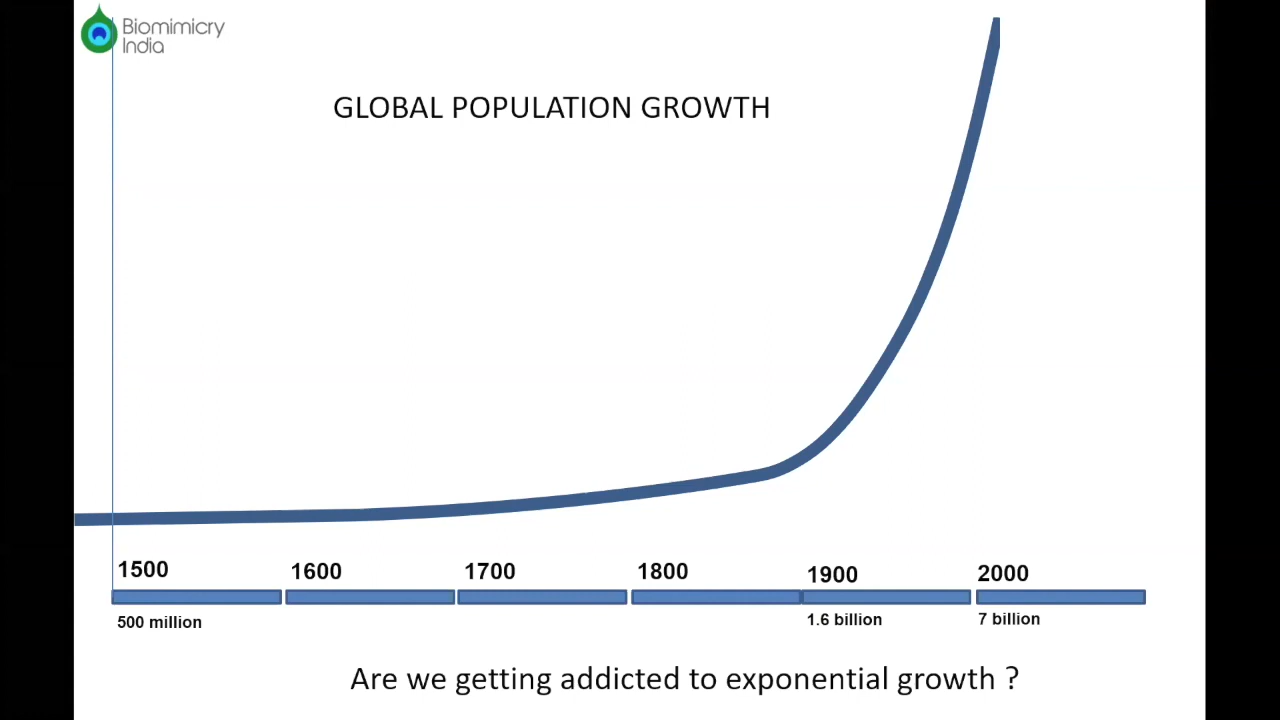 Biomimicry
India
GLOBAL POPULATION GROWTH
1500 1600 1700 1800 1900 2000
500 million 1.6 billion 7 billion
Are we getting addicted to exponential growth ?